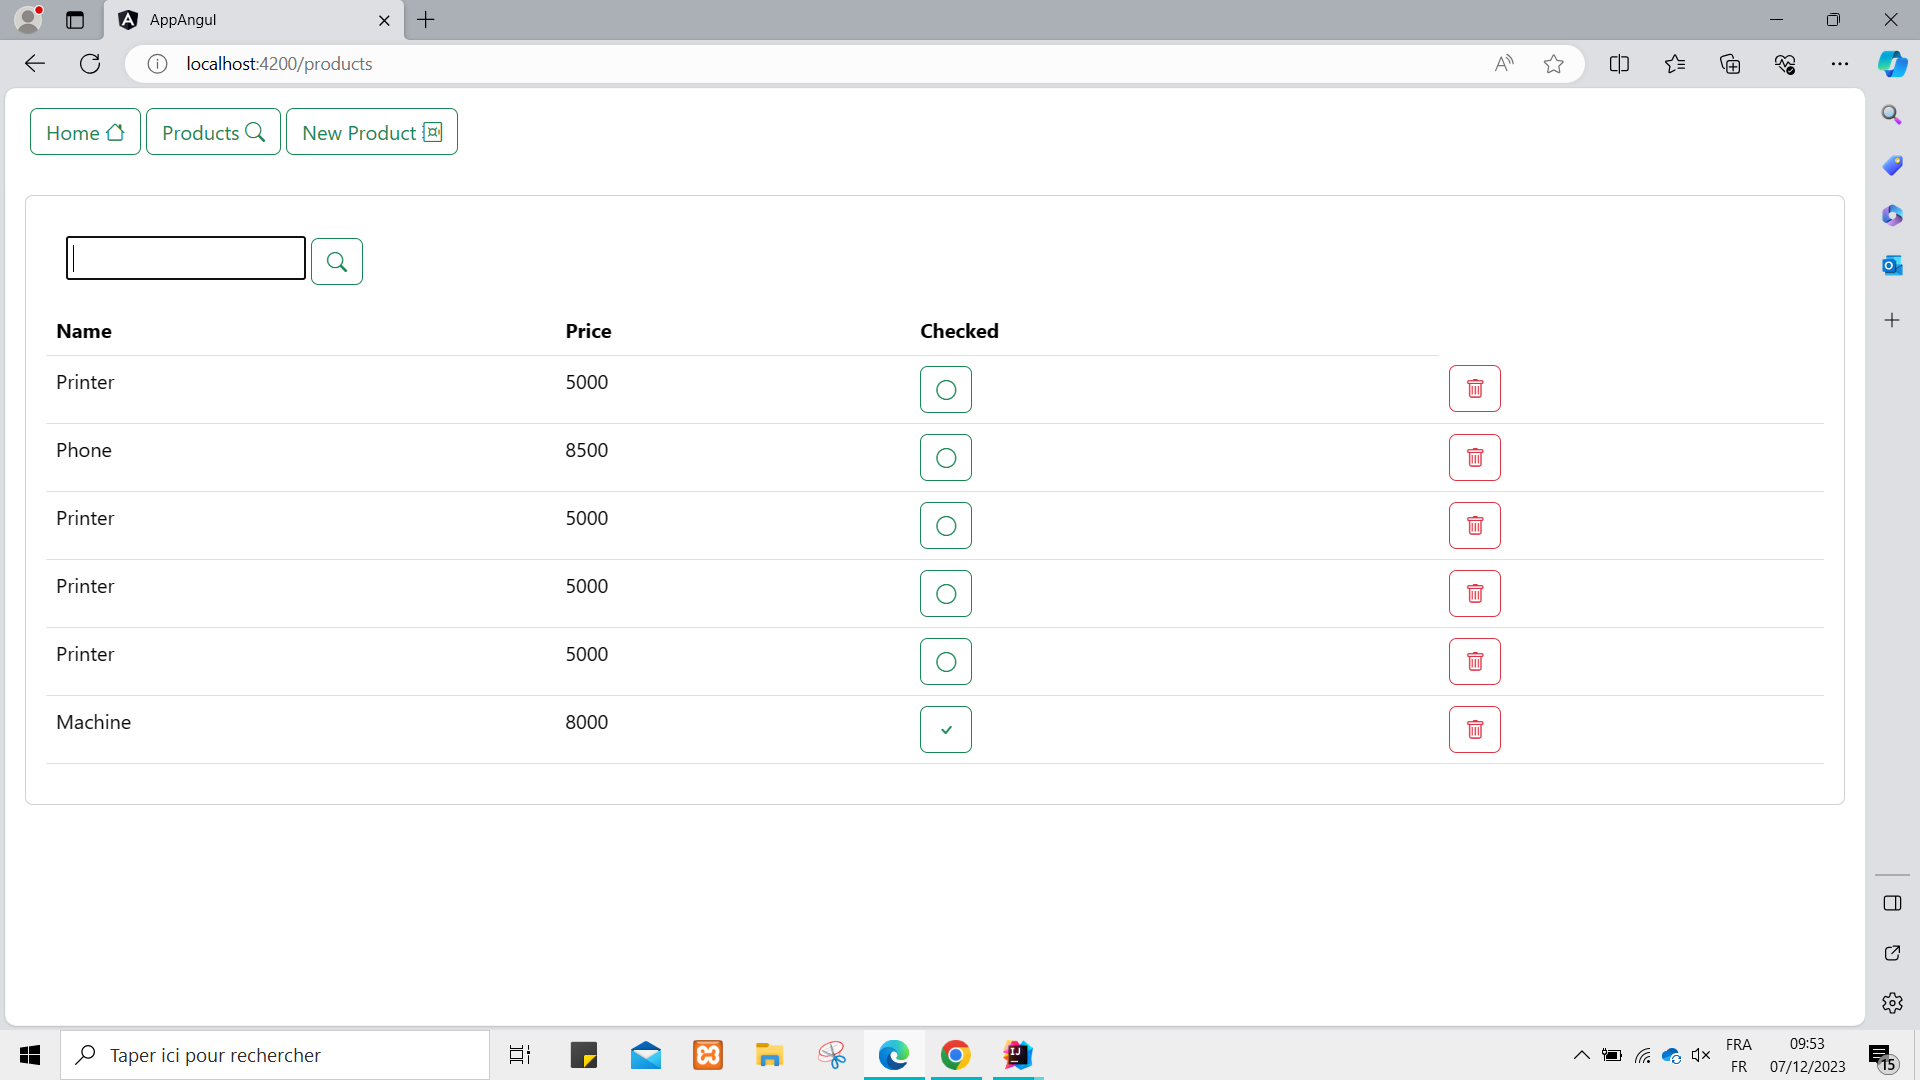 AppAngul
localhost:4200/products
Home
Products
New Product
Name Price Checked
Printer 5000
Phone 8500
Printer 5000
Printer 5000
Printer 5000
Machine 8000
Taper ici pour rechercher
FRA
FR
09:53
07/12/2023
15